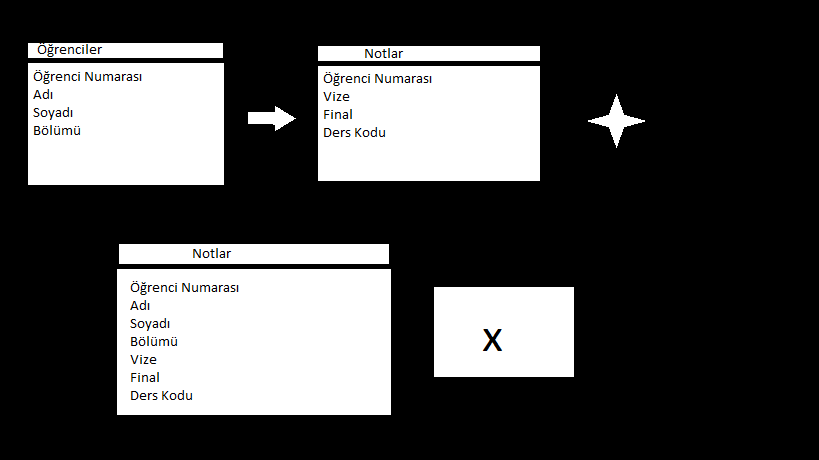 Öğrenciler
Öğrenci Numarası
Adı
Soyadı
Bölümü
Notlar
Öğrenci Numarası
Vize
Final
Ders Kodu
Notlar
Öğrenci Numarası
Adı
Soyadı
Bölümü
Vize
Final
Ders Kodu
X